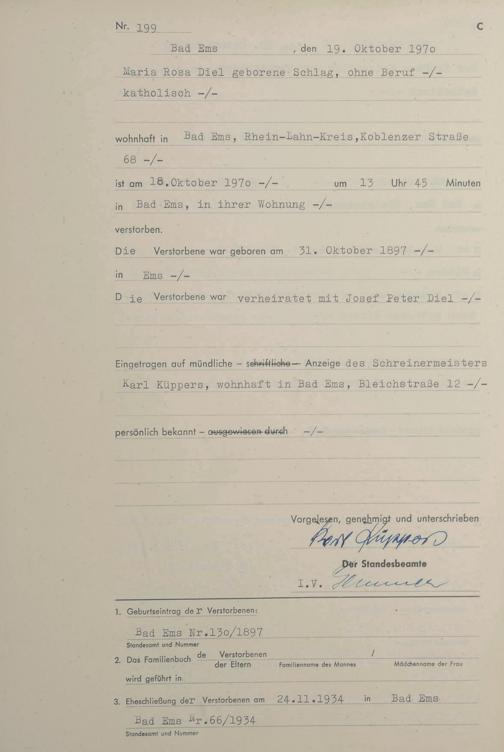 Nr. 199 C
Bad Ems , den 19. Oktober 1970
Maria Rosa Diel geborene Schlag, ohne Beruf -/-
katholisch -/-
wohnhaft in Bad Ems, Rhein-Lahn-Kreis,Koblenzer Straße
68 -/-
ist am 18.Oktober 1970 -/- um 13 Uhr 45 Minuten
in Bad Ems, in ihrer Wohnung -/-
verstorben.
Die Verstorbene war geboren am 31. Oktober 1897 -/-
in Ems -/-
D ie Verstorbene war verheiratet mit Josef Peter Diel -/-
Eingetragen auf mündliche – schriftliche – Anzeige des Schreinermeisters
Karl Küppers, wohnhaft in Bad Ems, Bleichstraße 12 -/-
persönlich bekannt – ausgewiesen durch -/-
Vorgelesen, genehmigt und unterschrieben
Karl Küppers
Der Standesbeamte
I.V.
1. Geburtseintrag der Verstorbenen:
Bad Ems Nr.130/1897
Standesamt und Nummer
2. Das Familienbuch de Verstorbenen / der Eltern
Familienname des Mannes Mädchenname der Frau
wird geführt in
3. Eheschließung der Verstorbenen am 24.11.1934 in Bad Ems
Bad Ems Nr.66/1934
Standesamt und Nummer